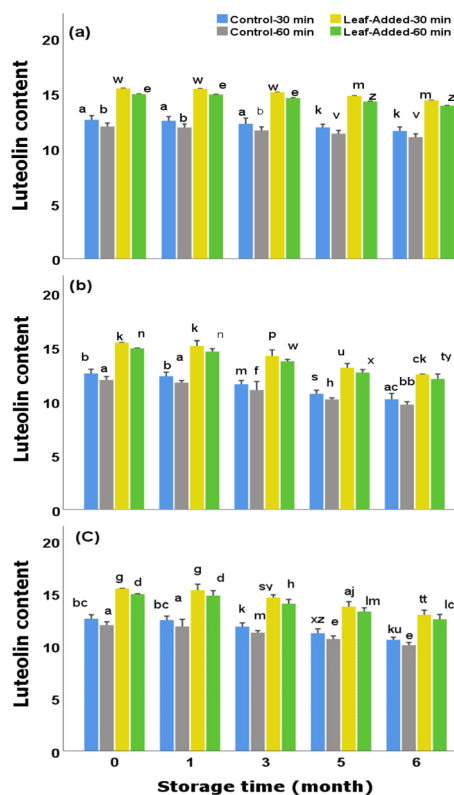 Control-30 min Leaf-Added-30 min
Control-60 min Leaf-Added-60 min
(a)
Luteolin content
20
15
10
5
0
a b w e a b w e a b w e k v m z k v m z
(b)
Luteolin content
20
15
10
5
0
b a k n b a k n m f p w s h u x ac bb ck ty
(C)
Luteolin content
20
15
10
5
0
bc a g d bc a g d k m sy h xz e aj lm ku e tt lc
0 1 3 5 6
Storage time (month)